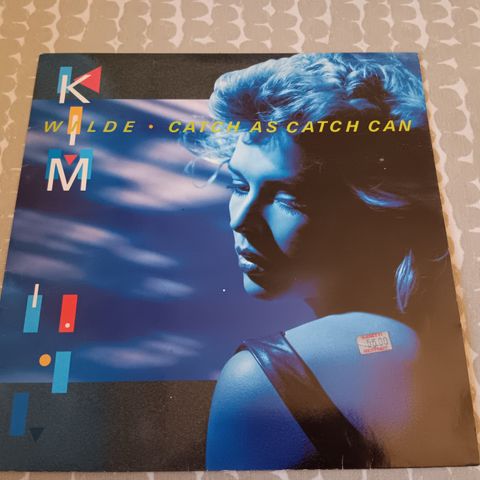 KIM
WILDE · CATCH AS CATCH CAN